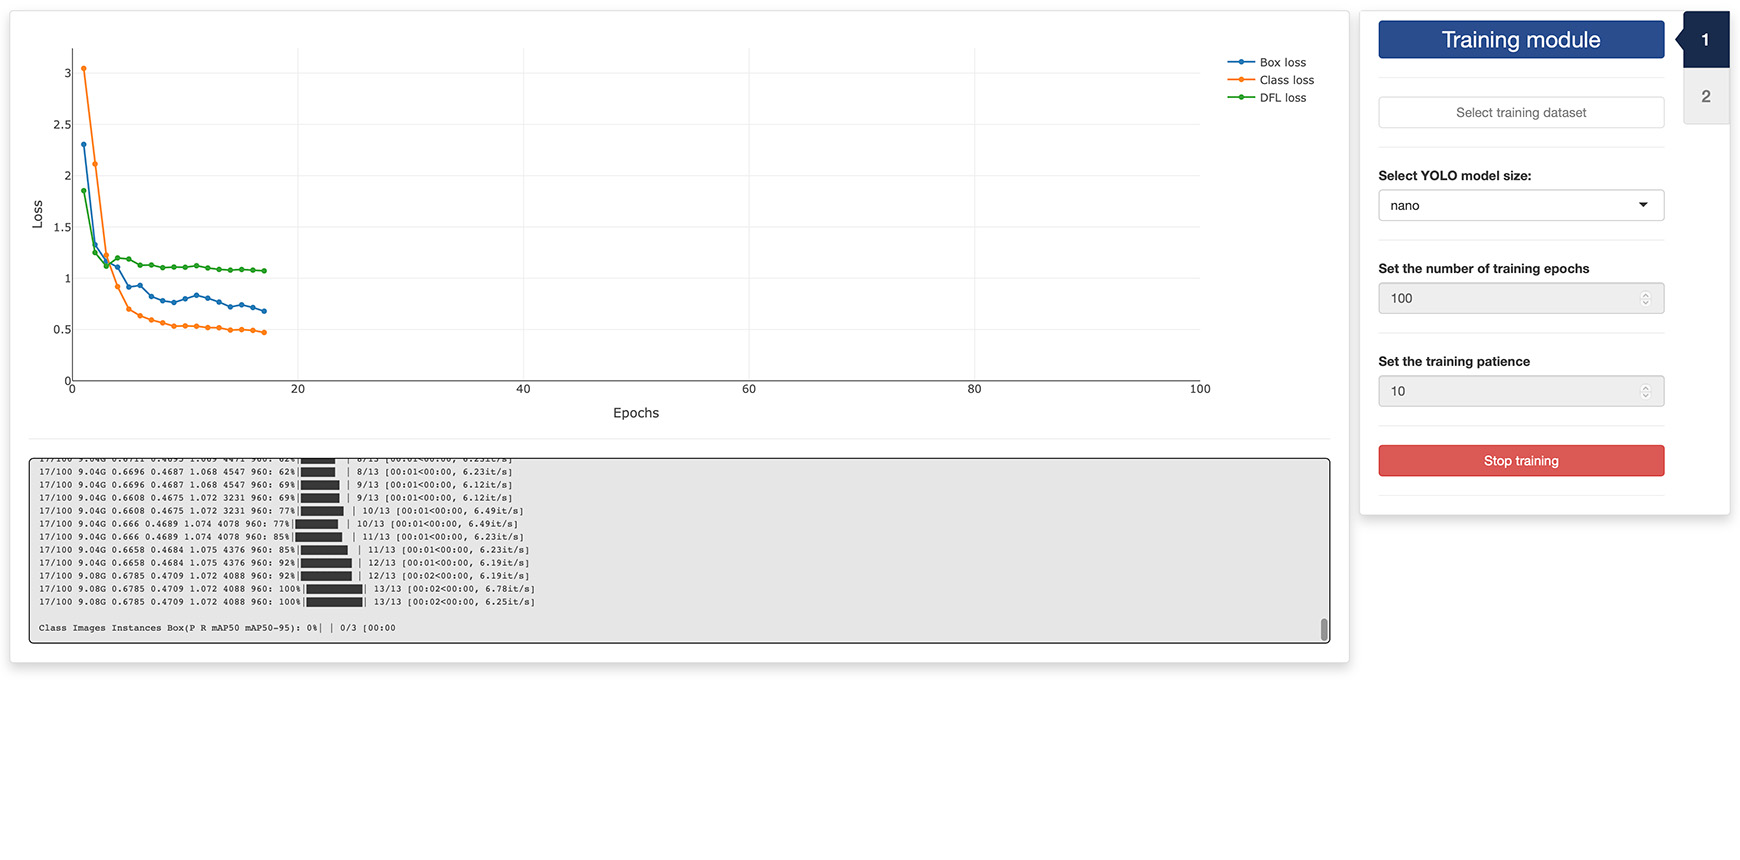 3
2.5
2
1.5
1
0.5
0
Loss
0
20
40
60
80
100
Epochs
Box loss
Class loss
DFL loss
17/100 9.04G 0.6696 0.4687 1.068 4547 960: 62%| | 8/13 [00:01<00:00, 6.23it/s]
17/100 9.04G 0.6696 0.4687 1.068 4547 960: 69%| | 9/13 [00:01<00:00, 6.12it/s]
17/100 9.04G 0.6608 0.4675 1.072 3231 960: 69%| | 9/13 [00:01<00:00, 6.12it/s]
17/100 9.04G 0.6608 0.4675 1.072 3231 960: 77%| | 10/13 [00:01<00:00, 6.49it/s]
17/100 9.04G 0.666 0.4689 1.074 4078 960: 77%| | 10/13 [00:01<00:00, 6.49it/s]
17/100 9.04G 0.666 0.4689 1.074 4078 960: 85%| | 11/13 [00:01<00:00, 6.23it/s]
17/100 9.04G 0.6658 0.4684 1.075 4376 960: 85%| | 11/13 [00:01<00:00, 6.23it/s]
17/100 9.04G 0.6658 0.4684 1.075 4376 960: 92%| | 12/13 [00:01<00:00, 6.19it/s]
17/100 9.08G 0.6785 0.4709 1.072 4088 960: 92%| | 12/13 [00:02<00:00, 6.19it/s]
17/100 9.08G 0.6785 0.4709 1.072 4088 960: 100%| | 13/13 [00:02<00:00, 6.78it/s]
17/100 9.08G 0.6785 0.4709 1.072 4088 960: 100%| | 13/13 [00:02<00:00, 6.25it/s]
Class Images Instances Box(P R mAP50 mAP50-95): 0%| | 0/3 [00:00
Training module
1
2
Select training dataset
Select YOLO model size:
nano
Set the number of training epochs
100
Set the training patience
10
Stop training